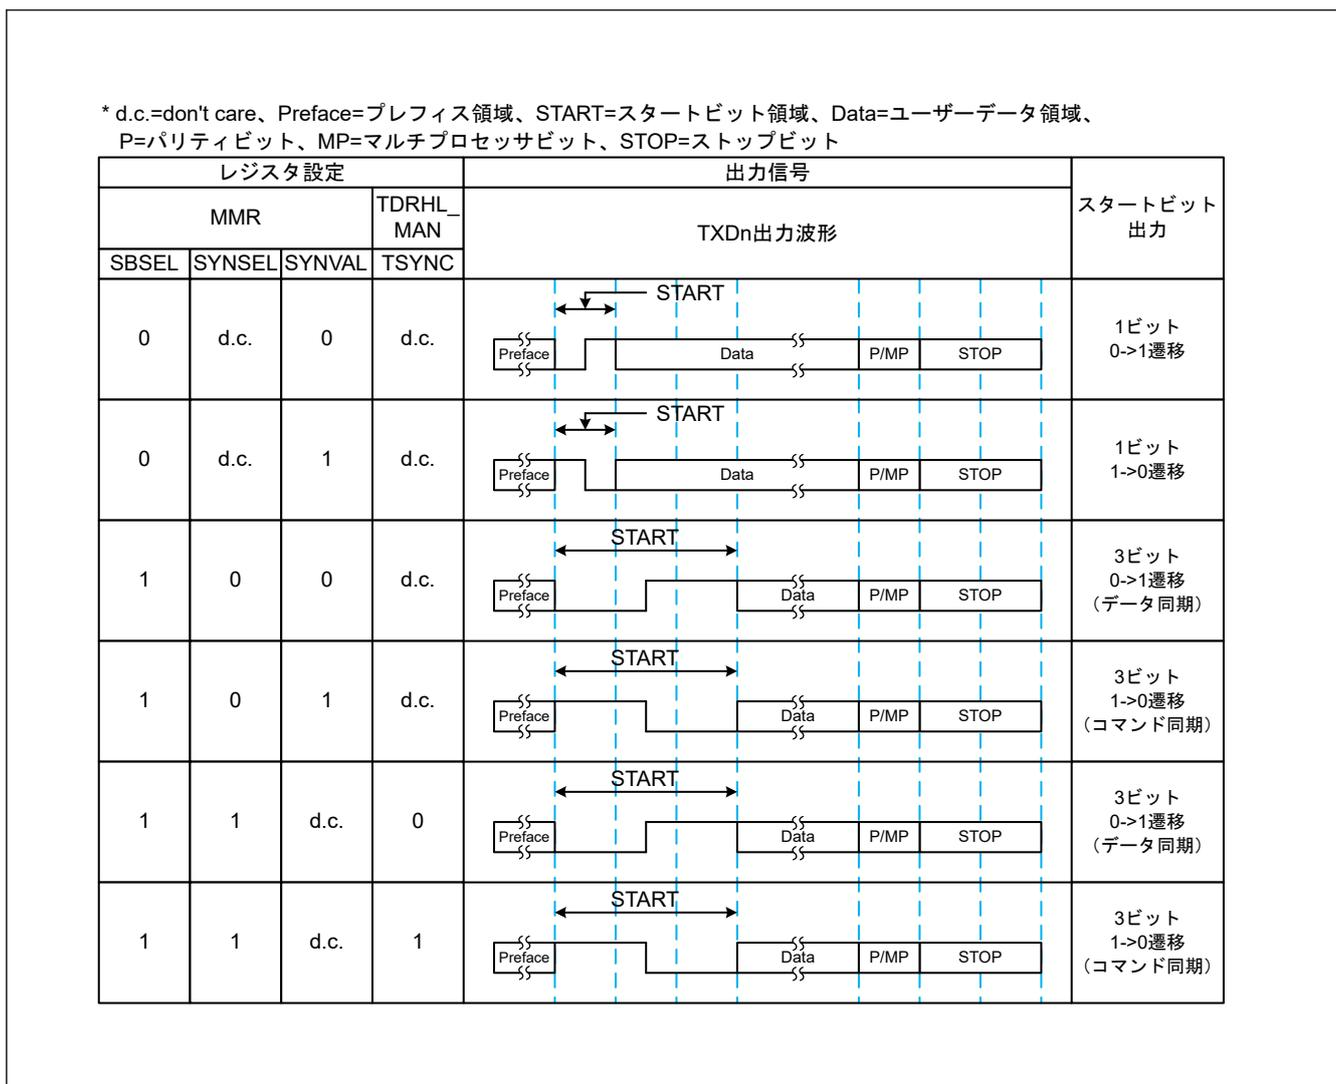 * d.c.=don't care、Preface=プレフィス領域、START=スタートビット領域、Data=ユーザーデータ領域、
P=パリティビット、MP=マルチプロセッサビット、STOP=ストップビット
レジスタ設定
出力信号
スタートビット
出力
MMR
TDRHL_
MAN
TXDn出力波形
SBSEL SYNSEL SYNVAL TSYNC
START
0 d.c. 0 d.c.
Preface Data P/MP STOP
1ビット
0->1遷移
START
0 d.c. 1 d.c.
Preface Data P/MP STOP
1ビット
1->0遷移
START
1 0 0 d.c.
Preface Data P/MP STOP
3ビット
0->1遷移
(データ同期)
START
1 0 1 d.c.
Preface Data P/MP STOP
3ビット
1->0遷移
(コマンド同期)
START
1 1 d.c. 0
Preface Data P/MP STOP
3ビット
0->1遷移
(データ同期)
START
1 1 d.c. 1
Preface Data P/MP STOP
3ビット
1->0遷移
(コマンド同期)